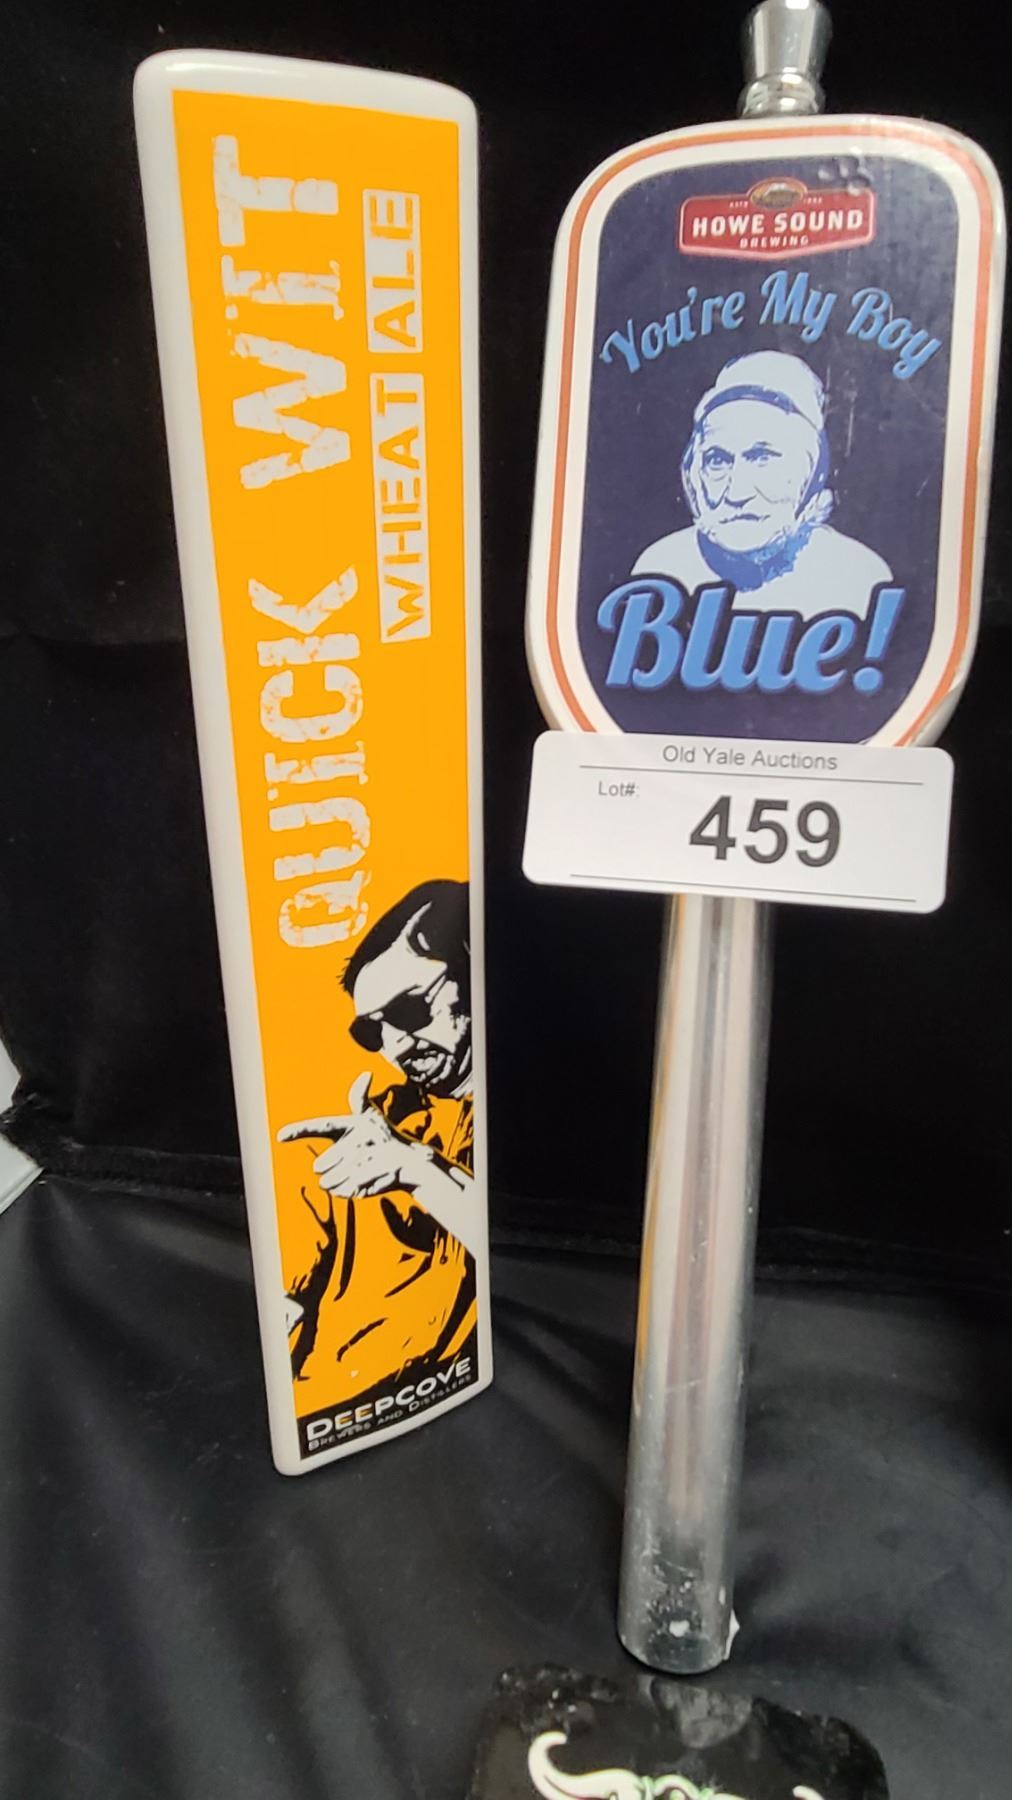 QUICK WIT
WHEAT ALE
DEEPCOVE
BREWERS AND DISTILLERS
HOWE SOUND
BREWING
You're My Boy
Blue!
Old Yale Auctions
Lot#:
459